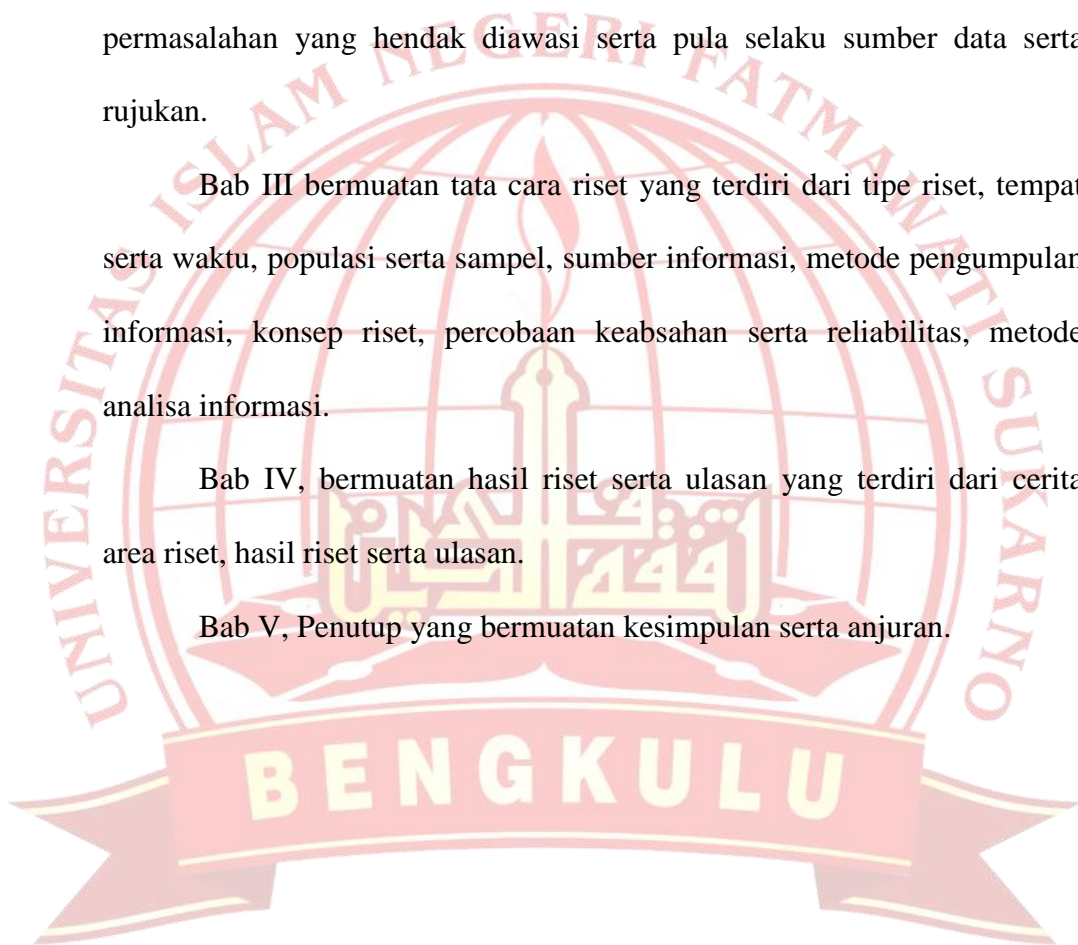 permasalahan yang hendak diawasi serta pula selaku sumber data serta
rujukan.
Bab III bermuatan tata cara riset yang terdiri dari tipe riset, tempat
serta waktu, populasi serta sampel, sumber informasi, metode pengumpulan
informasi, konsep riset, percobaan keabsahan serta reliabilitas, metode
analisa informasi.
Bab IV, bermuatan hasil riset serta ulasan yang terdiri dari cerita
area riset, hasil riset serta ulasan.
Bab V, Penutup yang bermuatan kesimpulan serta anjuran.
UNIVERSITAS ISLAM NEGERI FATMAWATI SUKARNO
BENGKULU